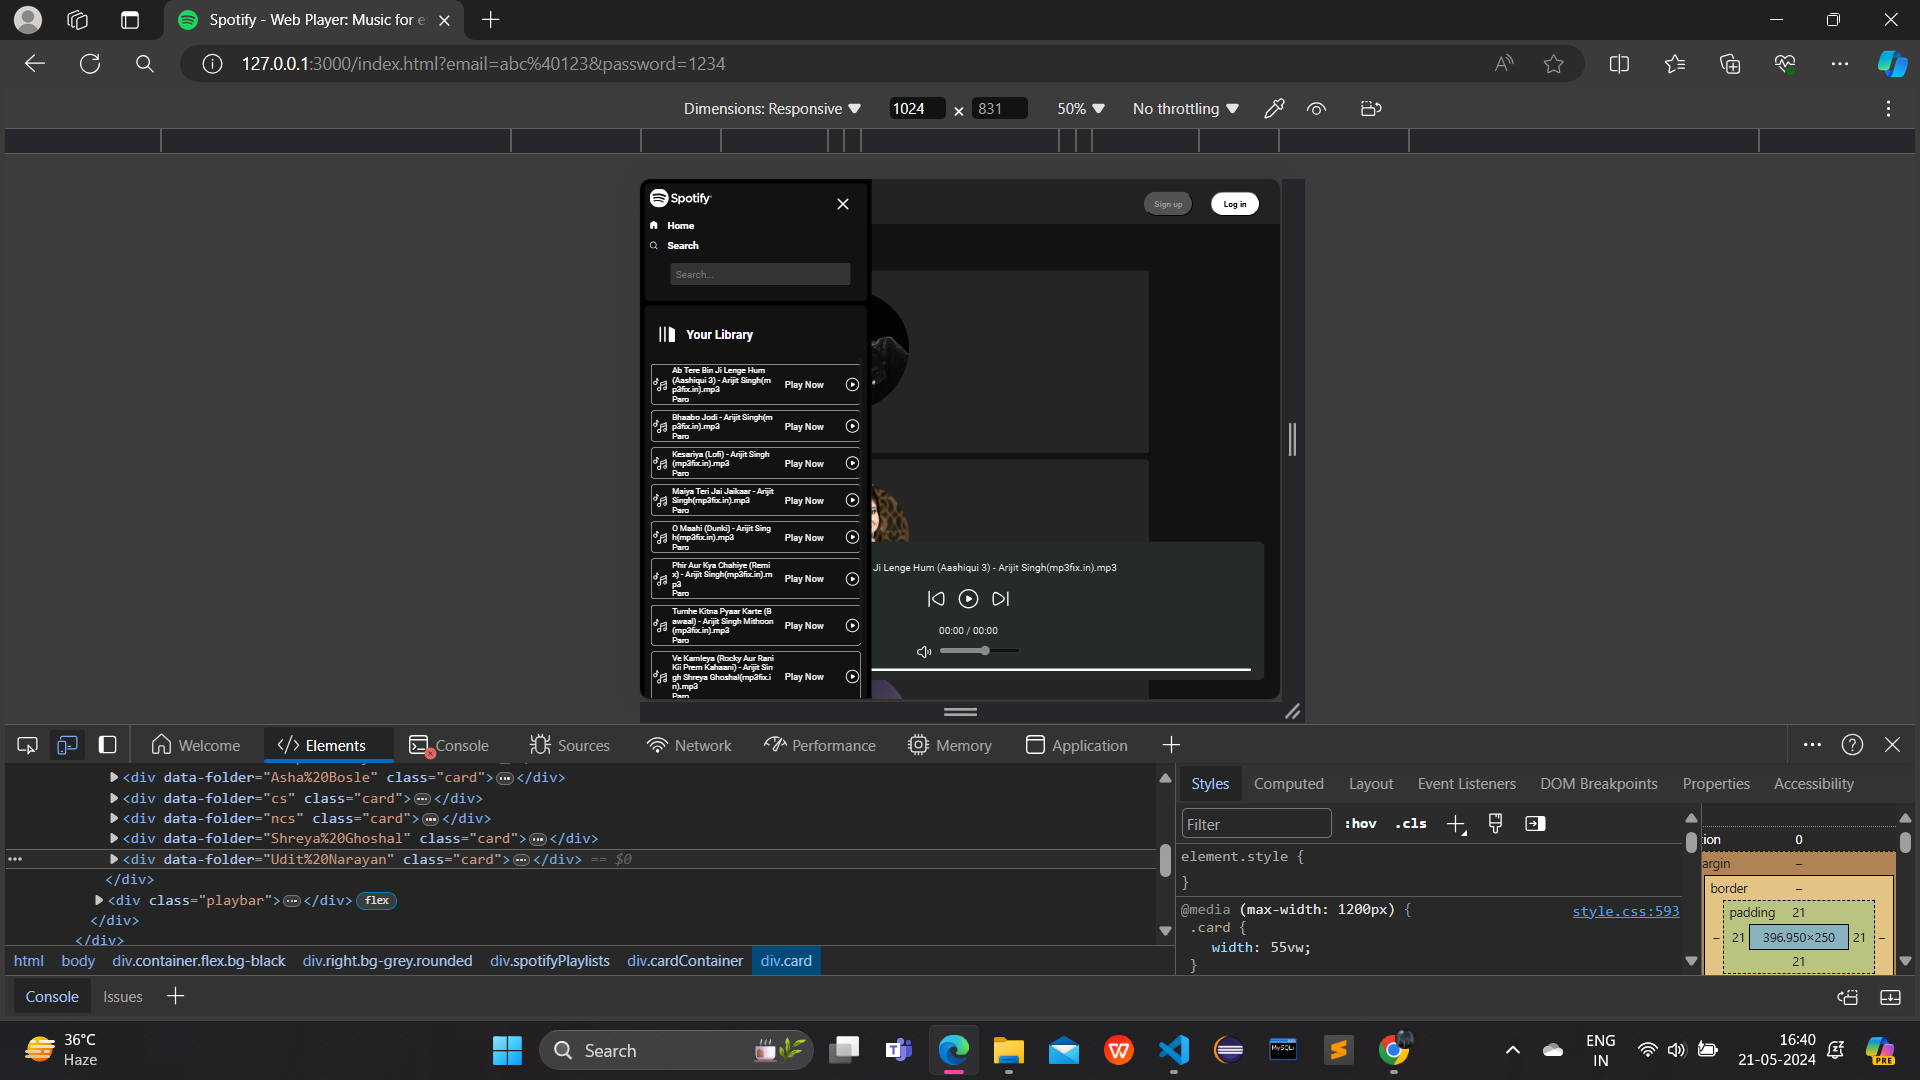 Spotify - Web Player: Music for e
127.0.0.1:3000/index.html?email=abc%40123&password=1234
Dimensions: Responsive 1024 × 831 50% No throttling
Spotify
Sign up
Log in
Home
Search
Search...
Your Library
Ab Tere Bin Ji Lenge Hum
(Aashiqui 3) - Arijit Singh(m
p3fix.in).mp3
Paro
Play Now
Bhaabo Jodi - Arijit Singh(m
p3fix.in).mp3
Paro
Play Now
Kesariya (Lofi) - Arijit Singh
(mp3fix.in).mp3
Paro
Play Now
Maiya Teri Jai Jaikaar - Arijit
Singh(mp3fix.in).mp3
Paro
Play Now
O Maahi (Dunki) - Arijit Sing
h(mp3fix.in).mp3
Paro
Play Now
Phir Aur Kya Chahiye (Remi
x) - Arijit Singh(mp3fix.in).m
p3
Paro
Play Now
Tumhe Kitna Pyaar Karte (B
awaal) - Arijit Singh Mithoon
(mp3fix.in).mp3
Paro
Play Now
Ve Kamleya (Rocky Aur Rani
Kii Prem Kahaani) - Arijit Sin
gh Shreya Ghoshal(mp3fix.i
n).mp3
Paro
Play Now
Ji Lenge Hum (Aashiqui 3) - Arijit Singh(mp3fix.in).mp3
00:00 / 00:00
Welcome Elements Console Sources Network Performance Memory Application
<div data-folder="Asha%20Bosle" class="card">…</div>
<div data-folder="cs" class="card">…</div>
<div data-folder="ncs" class="card">…</div>
<div data-folder="Shreya%20Ghoshal" class="card">…</div>
<div data-folder="Udit%20Narayan" class="card">…</div> == $0
</div>
<div class="playbar">…</div> flex
</div>
</div>
html body div.container.flex.bg-black div.right.bg-grey.rounded div.spotifyPlaylists div.cardContainer div.card
Styles Computed Layout Event Listeners DOM Breakpoints Properties Accessibility
Filter :hov .cls
element.style {
}
@media (max-width: 1200px) { style.css:593
.card {
width: 55vw;
}
tion 0
argin –
border –
padding 21
– 21 396.950×250 21 –
21
Console Issues
36°C
Haze
Search
MySQL
ENG
IN
16:40
21-05-2024
PRE